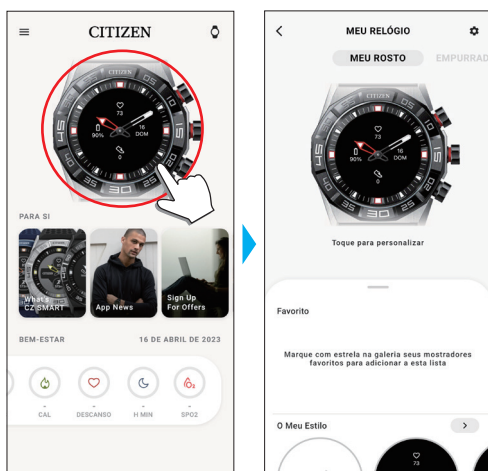 CITIZEN
CITIZEN
73
90%
16
DOM
0
PARA SI
What's
CZ SMART
App News
Sign Up
For Offers
BEM-ESTAR
16 DE ABRIL DE 2023
CAL
DESCANSO
H MIN
SPO2
MEU RELÓGIO
MEU ROSTO
EMPURRAD
CITIZEN
73
90%
16
DOM
0
Toque para personalizar
Favorito
Marque com estrela na galeria seus mostradores
favoritos para adicionar a esta lista
O Meu Estilo
73